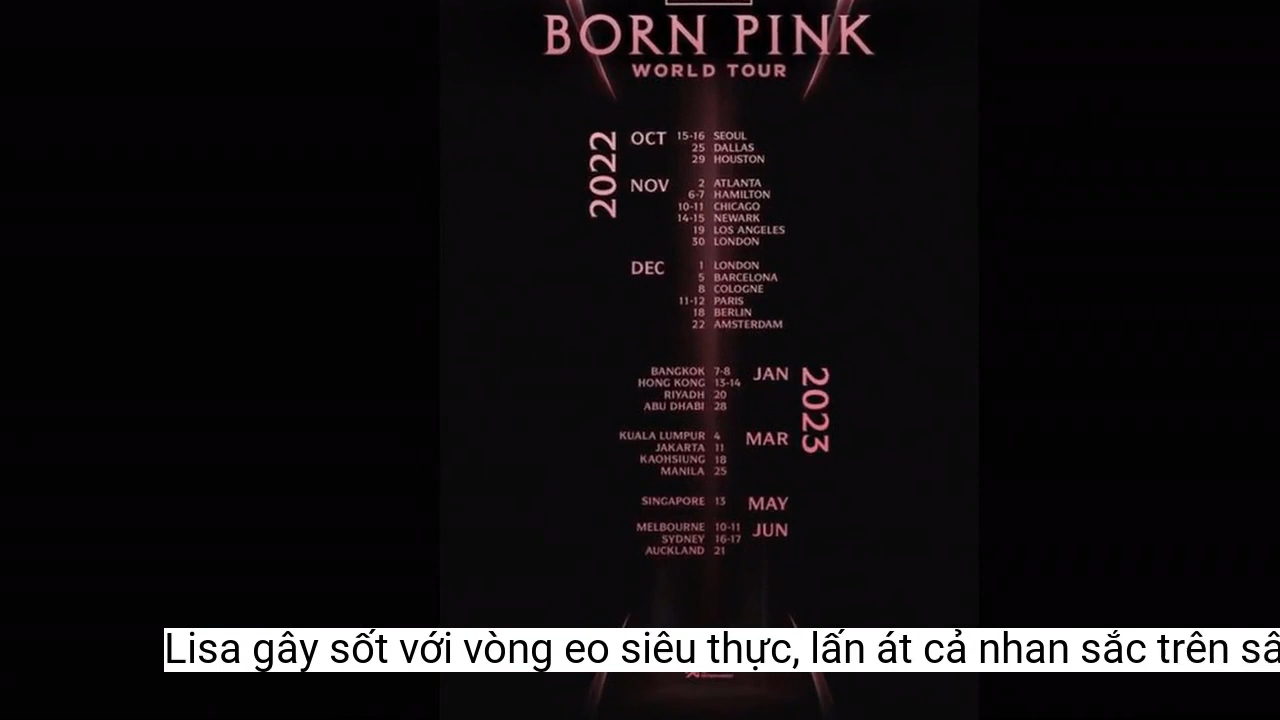 BORN PINK
WORLD TOUR
2022
OCT 15-16 SEOUL
25 DALLAS
29 HOUSTON
NOV 2 ATLANTA
6-7 HAMILTON
10-11 CHICAGO
14-15 NEWARK
19 LOS ANGELES
30 LONDON
DEC 1 LONDON
5 BARCELONA
8 COLOGNE
11-12 PARIS
18 BERLIN
22 AMSTERDAM
2023
BANGKOK 7-8 JAN
HONG KONG 13-14
RIYADH 20
ABU DHABI 28
KUALA LUMPUR 4 MAR
JAKARTA 11
KAOHSIUNG 18
MANILA 25
SINGAPORE 13 MAY
MELBOURNE 10-11 JUN
SYDNEY 16-17
AUCKLAND 21
Lisa gây sốt với vòng eo siêu thực, lấn át cả nhan sắc trên sâ